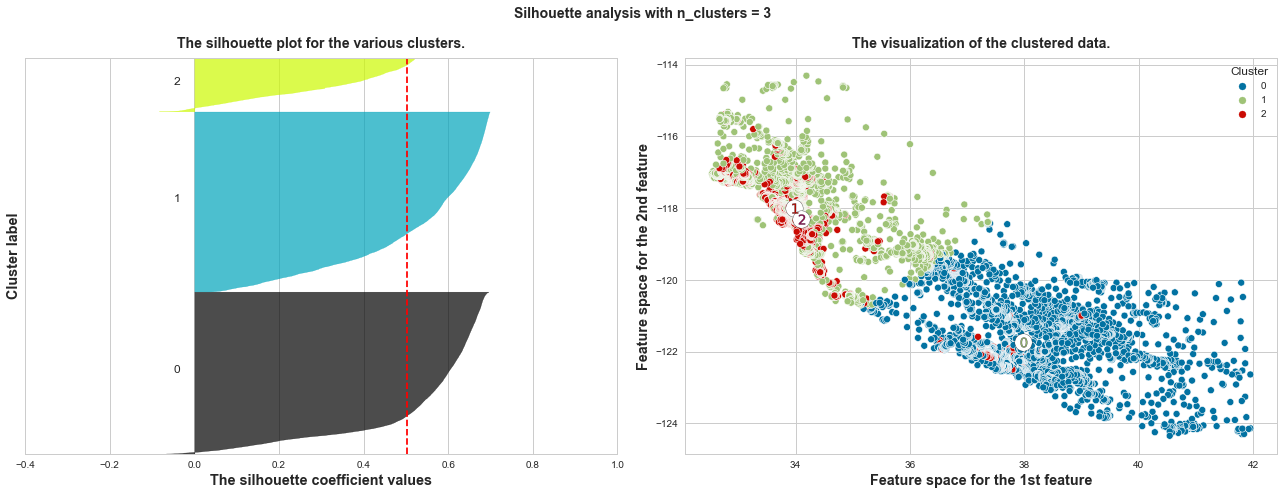 Silhouette analysis with n_clusters = 3
The silhouette plot for the various clusters.
Cluster label
2
1
0
−0.4 −0.2 0.0 0.2 0.4 0.6 0.8 1.0
The silhouette coefficient values
The visualization of the clustered data.
Feature space for the 2nd feature
−114
−116
−118
−120
−122
−124
Cluster
0
1
2
1
2
0
34 36 38 40 42
Feature space for the 1st feature